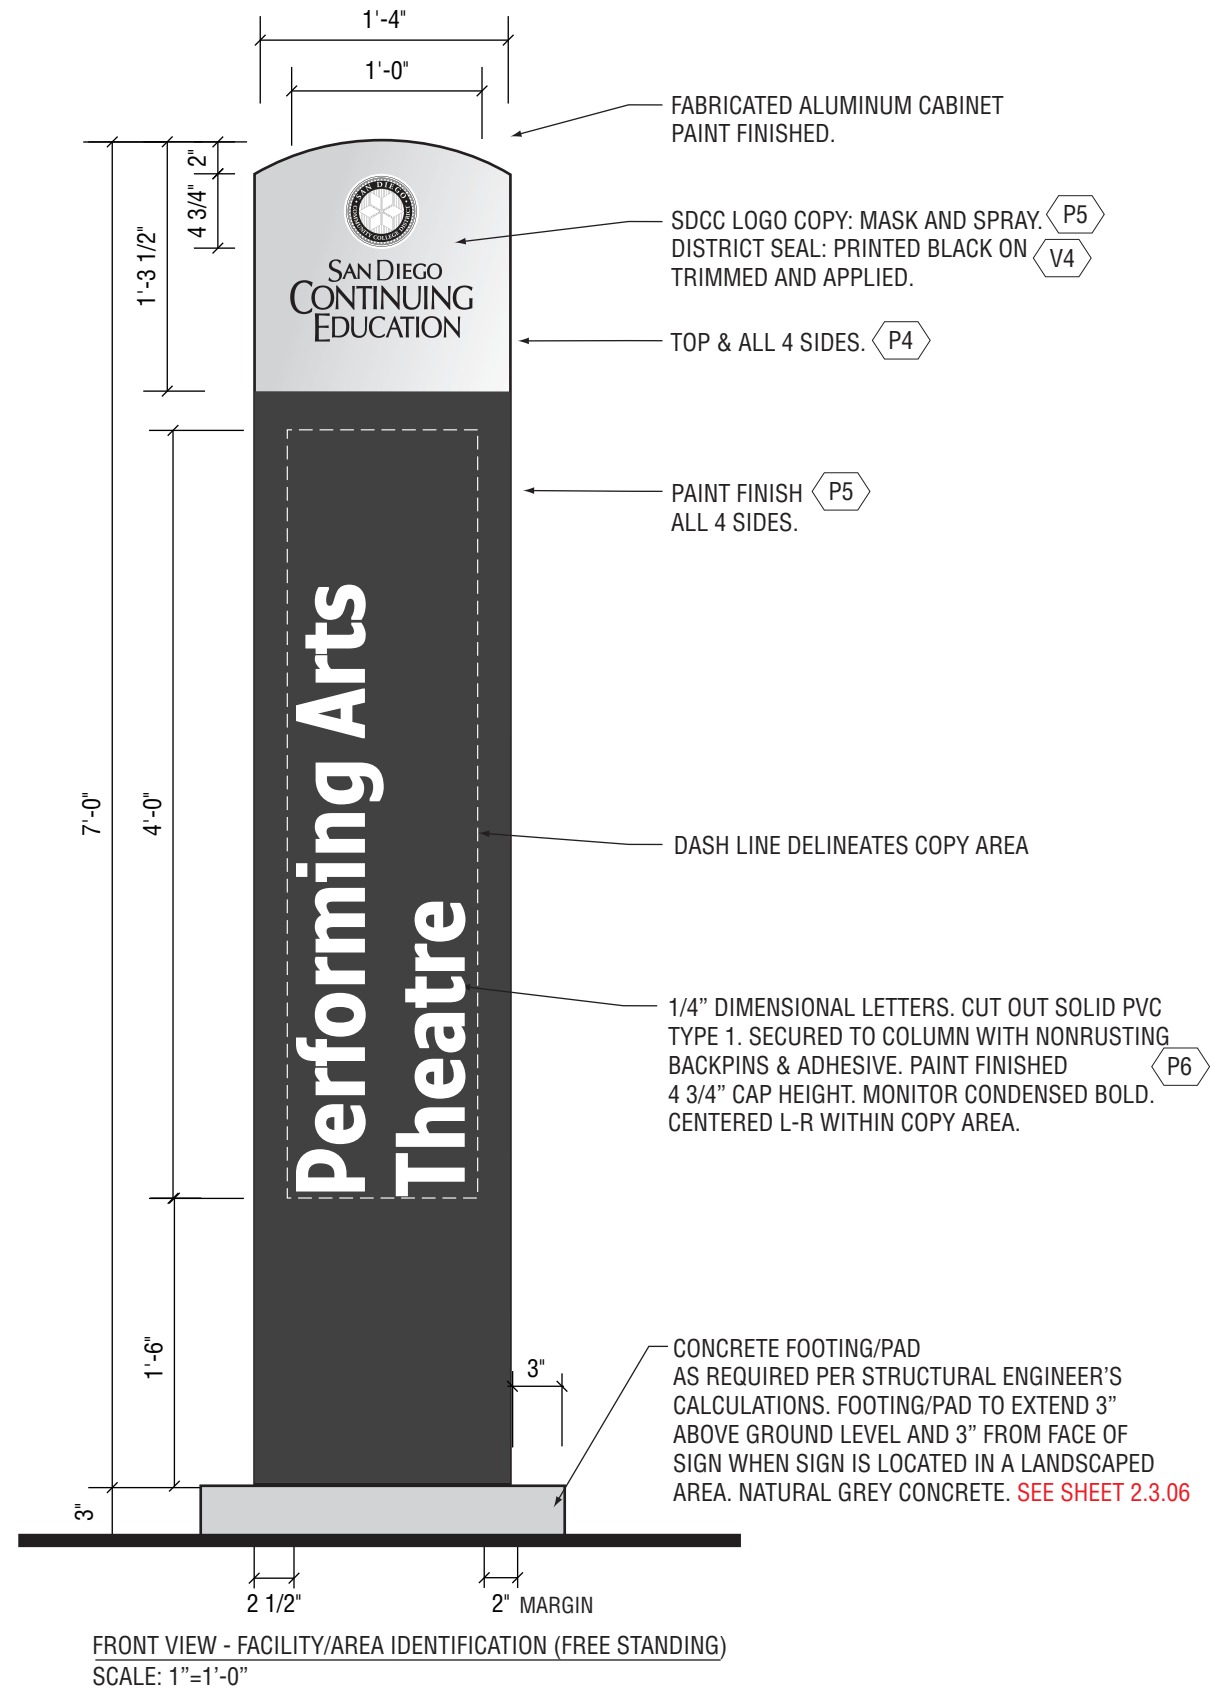 1'-4"
1'-0"
FABRICATED ALUMINUM CABINET
PAINT FINISHED.
2"
4 3/4"
1'-3 1/2"
SAN DIEGO
COMMUNITY COLLEGE DISTRICT
SAN DIEGO
CONTINUING
EDUCATION
SDCC LOGO COPY: MASK AND SPRAY. P5
DISTRICT SEAL: PRINTED BLACK ON V4
TRIMMED AND APPLIED.
TOP & ALL 4 SIDES. P4
PAINT FINISH P5
ALL 4 SIDES.
7'-0"
4'-0"
Performing Arts
Theatre
DASH LINE DELINEATES COPY AREA
1/4” DIMENSIONAL LETTERS. CUT OUT SOLID PVC
TYPE 1. SECURED TO COLUMN WITH NONRUSTING
BACKPINS & ADHESIVE. PAINT FINISHED P6
4 3/4” CAP HEIGHT. MONITOR CONDENSED BOLD.
CENTERED L-R WITHIN COPY AREA.
1'-6"
3"
CONCRETE FOOTING/PAD
AS REQUIRED PER STRUCTURAL ENGINEER’S
CALCULATIONS. FOOTING/PAD TO EXTEND 3”
ABOVE GROUND LEVEL AND 3” FROM FACE OF
SIGN WHEN SIGN IS LOCATED IN A LANDSCAPED
AREA. NATURAL GREY CONCRETE. SEE SHEET 2.3.06
3"
2 1/2"
2" MARGIN
FRONT VIEW - FACILITY/AREA IDENTIFICATION (FREE STANDING)
SCALE: 1”=1’-0”